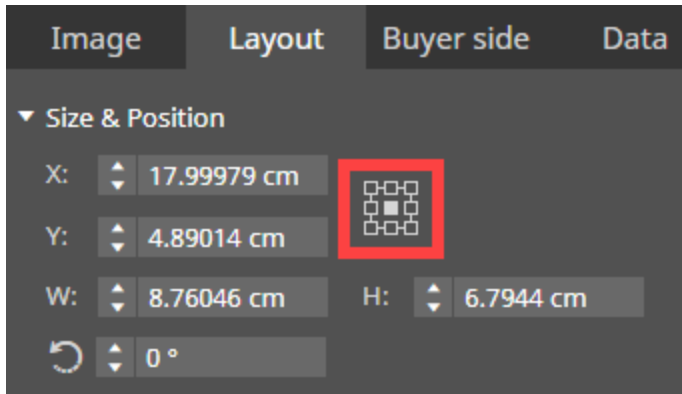 Image Layout Buyer side Data
Size & Position
X: 17.99979 cm
Y: 4.89014 cm
W: 8.76046 cm H: 6.7944 cm
0 °